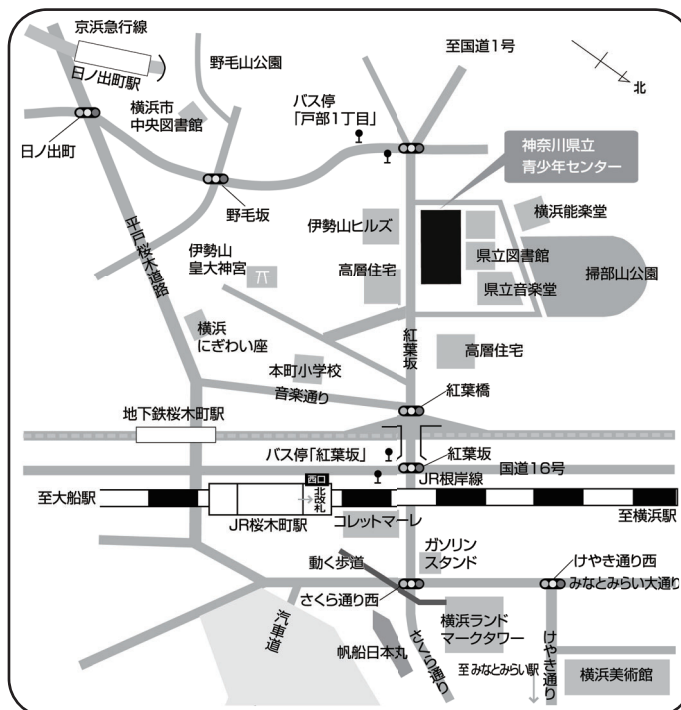 京浜急行線
日ノ出町駅
野毛山公園
至国道1号
北
横浜市
中央図書館
バス停
「戸部1丁目」
日ノ出町
神奈川県立
青少年センター
野毛坂
平戸桜木道路
伊勢山ヒルズ
横浜能楽堂
伊勢山
皇大神宮
県立図書館
掃部山公園
高層住宅
県立音楽堂
横浜
にぎわい座
紅葉坂
高層住宅
本町小学校
音楽通り
紅葉橋
地下鉄桜木町駅
バス停「紅葉坂」
紅葉坂
国道16号
西口
JR根岸線
至大船駅
北改札
JR桜木町駅
コレットマーレ
至横浜駅
ガソリン
スタンド
動く歩道
けやき通り西
みなとみらい大通り
さくら通り西
汽車道
横浜ランド
マークタワー
帆船日本丸
さくら通り
至みなとみらい駅
けやき通り
横浜美術館